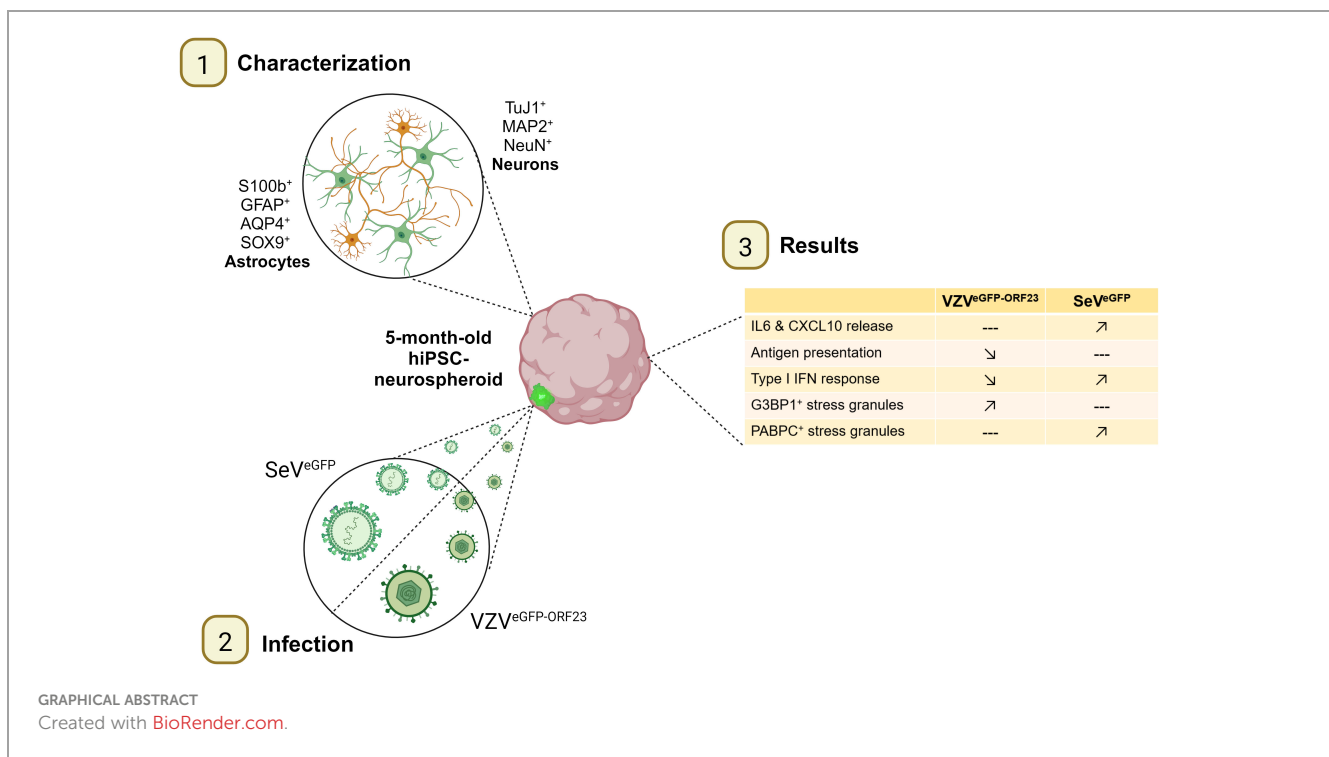 1 Characterization
TuJ1⁺
MAP2⁺
NeuN⁺
Neurons
S100b⁺
GFAP⁺
AQP4⁺
SOX9⁺
Astrocytes
5-month-old
hiPSC-
neurospheroid
SeV^eGFP
VZV^eGFP-ORF23
2 Infection
3 Results
VZV^eGFP-ORF23 SeV^eGFP
IL6 & CXCL10 release --- ↗
Antigen presentation ↘ ---
Type I IFN response ↘ ↗
G3BP1⁺ stress granules ↗ ---
PABPC⁺ stress granules --- ↗
GRAPHICAL ABSTRACT
Created with BioRender.com.